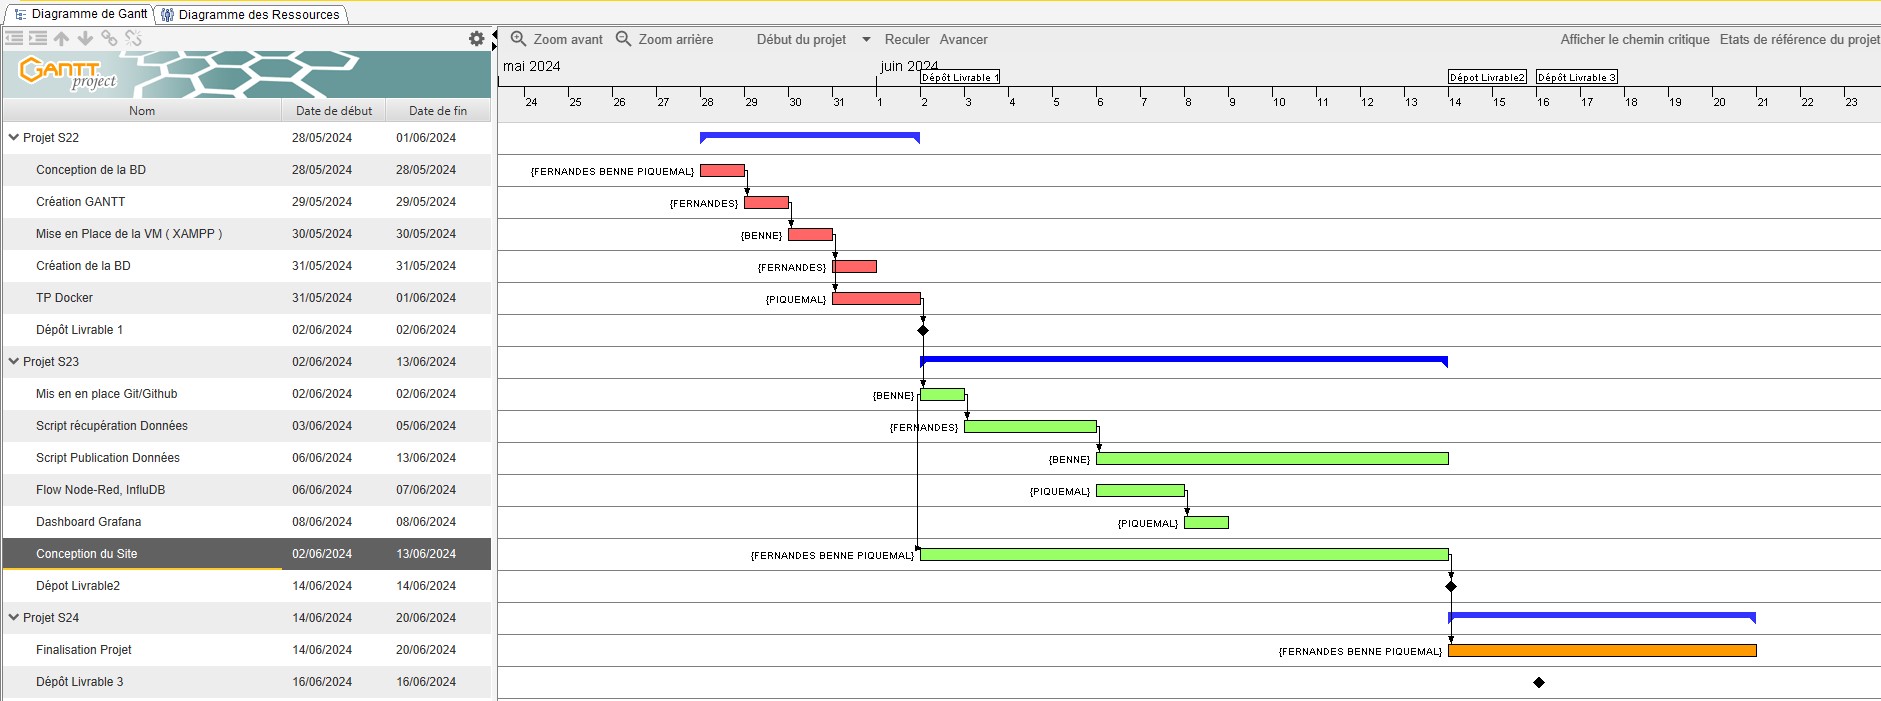 Diagramme de Gantt Diagramme des Ressources
Zoom avant Zoom arrière Début du projet Reculer Avancer Afficher le chemin critique Etats de référence du projet
GANTT project
mai 2024 juin 2024
Dépôt Livrable 1 Dépot Livrable2 Dépôt Livrable 3
24 25 26 27 28 29 30 31 1 2 3 4 5 6 7 8 9 10 11 12 13 14 15 16 17 18 19 20 21 22 23
Nom Date de début Date de fin
Projet S22 28/05/2024 01/06/2024
Conception de la BD 28/05/2024 28/05/2024 {FERNANDES BENNE PIQUEMAL}
Création GANTT 29/05/2024 29/05/2024 {FERNANDES}
Mise en Place de la VM ( XAMPP ) 30/05/2024 30/05/2024 {BENNE}
Création de la BD 31/05/2024 31/05/2024 {FERNANDES}
TP Docker 31/05/2024 01/06/2024 {PIQUEMAL}
Dépôt Livrable 1 02/06/2024 02/06/2024
Projet S23 02/06/2024 13/06/2024
Mis en en place Git/Github 02/06/2024 02/06/2024 {BENNE}
Script récupération Données 03/06/2024 05/06/2024 {FERNANDES}
Script Publication Données 06/06/2024 13/06/2024 {BENNE}
Flow Node-Red, InfluDB 06/06/2024 07/06/2024 {PIQUEMAL}
Dashboard Grafana 08/06/2024 08/06/2024 {PIQUEMAL}
Conception du Site 02/06/2024 13/06/2024 {FERNANDES BENNE PIQUEMAL}
Dépot Livrable2 14/06/2024 14/06/2024
Projet S24 14/06/2024 20/06/2024
Finalisation Projet 14/06/2024 20/06/2024 {FERNANDES BENNE PIQUEMAL}
Dépôt Livrable 3 16/06/2024 16/06/2024